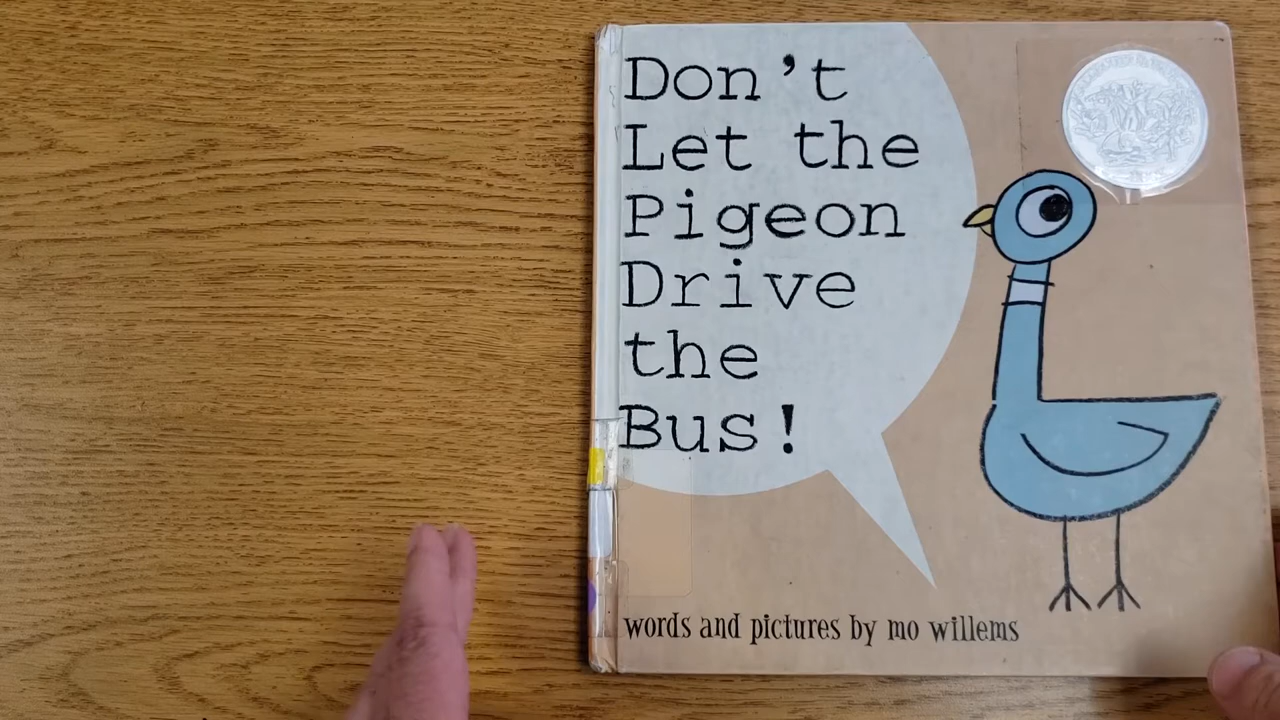 Don't
Let the
Pigeon
Drive
the
Bus!
words and pictures by mo willems